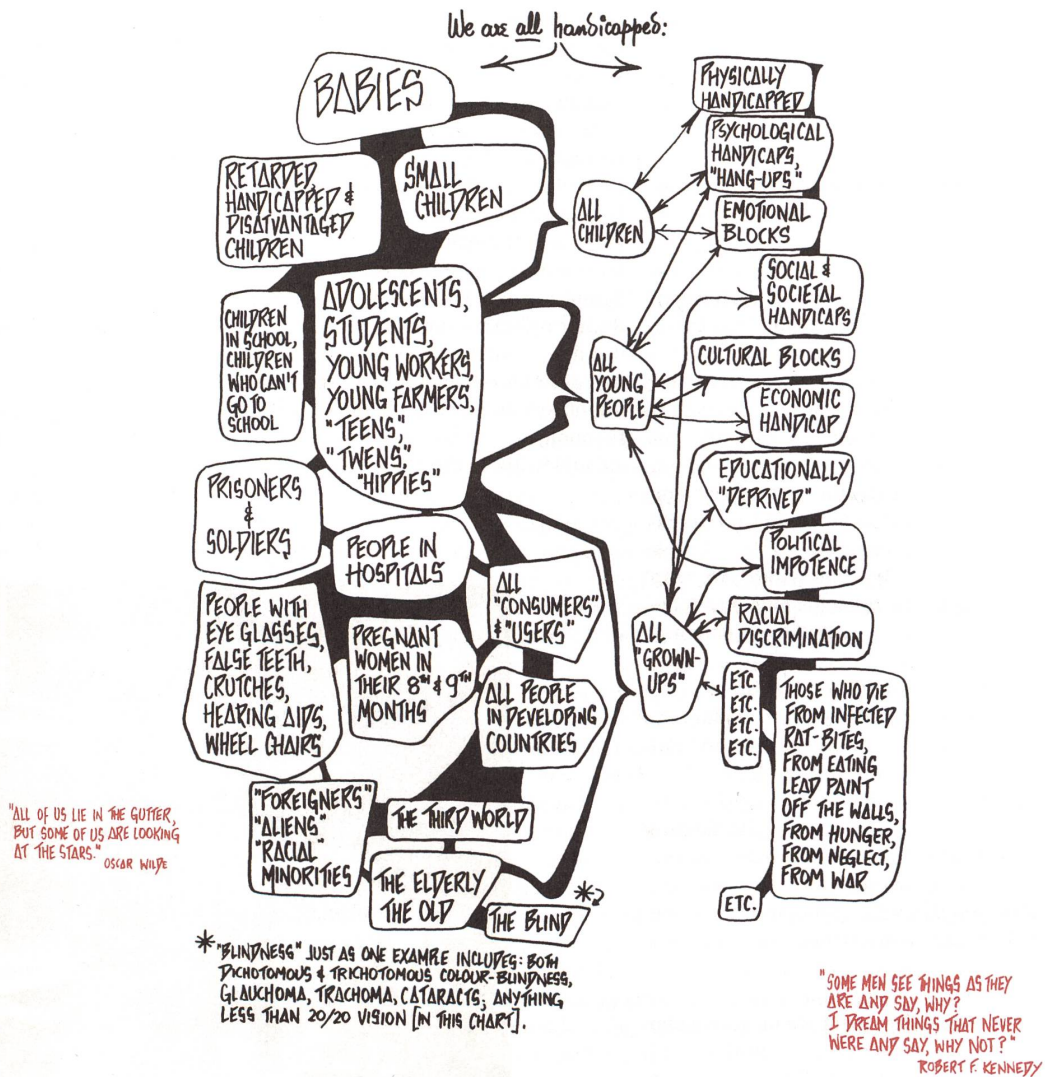 We are all handicapped:
BABIES
RETARDED,
HANDICAPPED &
DISATVANTAGED
CHILDREN
SMALL
CHILDREN
CHILDREN
IN SCHOOL,
CHILDREN
WHO CAN'T
GO TO
SCHOOL
ADOLESCENTS,
STUDENTS,
YOUNG WORKERS,
YOUNG FARMERS,
"TEENS",
"TWENS,"
"HIPPIES"
PRISONERS
&
SOLDIERS
PEOPLE IN
HOSPITALS
PEOPLE WITH
EYE GLASSES,
FALSE TEETH,
CRUTCHES,
HEARING AIDS,
WHEEL CHAIRS
PREGNANT
WOMEN IN
THEIR 8TH & 9TH
MONTHS
ALL
"CONSUMERS"
& "USERS"
ALL PEOPLE
IN DEVELOPING
COUNTRIES
"FOREIGNERS"
"ALIENS"
"RACIAL"
MINORITIES
THE THIRD WORLD
THE ELDERLY
THE OLD
THE BLIND
*
ALL
CHILDREN
ALL
YOUNG
PEOPLE
ALL
"GROWN-
UPS"
PHYSICALLY
HANDICAPPED
PSYCHOLOGICAL
HANDICAPS,
"HANG-UPS"
EMOTIONAL
BLOCKS
SOCIAL &
SOCIETAL
HANDICAPS
CULTURAL BLOCKS
ECONOMIC
HANDICAP
EDUCATIONALLY
"DEPRIVED"
POLITICAL
IMPOTENCE
RACIAL
DISCRIMINATION
ETC.
ETC.
ETC.
ETC.
THOSE WHO DIE
FROM INFECTED
RAT-BITES,
FROM EATING
LEAD PAINT
OFF THE WALLS,
FROM HUNGER,
FROM NEGLECT,
FROM WAR
ETC.
"ALL OF US LIE IN THE GUTTER,
BUT SOME OF US ARE LOOKING
AT THE STARS."
OSCAR WILDE
* "BLINDNESS" JUST AS ONE EXAMPLE INCLUDES: BOTH
DICHOTOMOUS & TRICHOTOMOUS COLOUR-BLINDNESS,
GLAUCHOMA, TRACHOMA, CATARACTS; ANYTHING
LESS THAN 20/20 VISION [IN THIS CHART].
"SOME MEN SEE THINGS AS THEY
ARE AND SAY, WHY?
I DREAM THINGS THAT NEVER
WERE AND SAY, WHY NOT?"
ROBERT F. KENNEDY